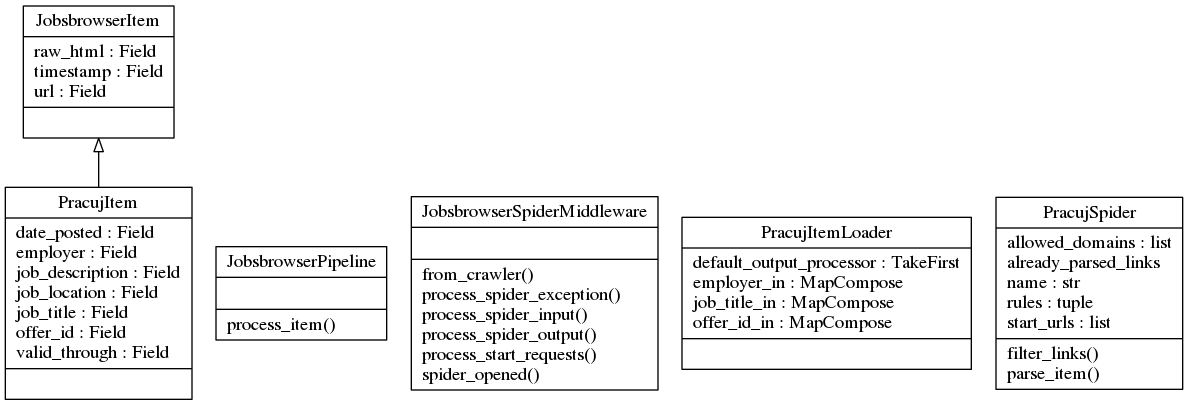 JobsbrowserItem
raw_html : Field
timestamp : Field
url : Field
PracujItem
date_posted : Field
employer : Field
job_description : Field
job_location : Field
job_title : Field
offer_id : Field
valid_through : Field
JobsbrowserPipeline
process_item()
JobsbrowserSpiderMiddleware
from_crawler()
process_spider_exception()
process_spider_input()
process_spider_output()
process_start_requests()
spider_opened()
PracujItemLoader
default_output_processor : TakeFirst
employer_in : MapCompose
job_title_in : MapCompose
offer_id_in : MapCompose
PracujSpider
allowed_domains : list
already_parsed_links
name : str
rules : tuple
start_urls : list
filter_links()
parse_item()